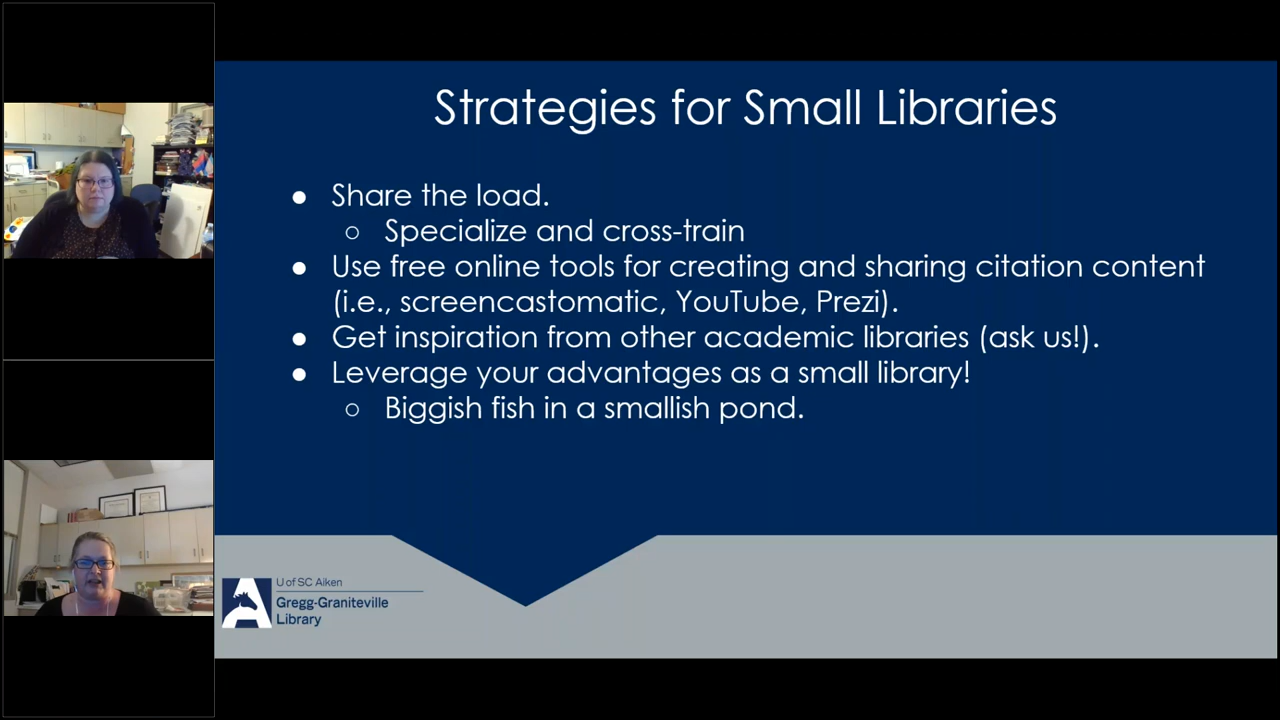 Strategies for Small Libraries
● Share the load.
○ Specialize and cross-train
● Use free online tools for creating and sharing citation content
(i.e., screencastomatic, YouTube, Prezi).
● Get inspiration from other academic libraries (ask us!).
● Leverage your advantages as a small library!
○ Biggish fish in a smallish pond.
U of SC Aiken
Gregg-Graniteville
Library